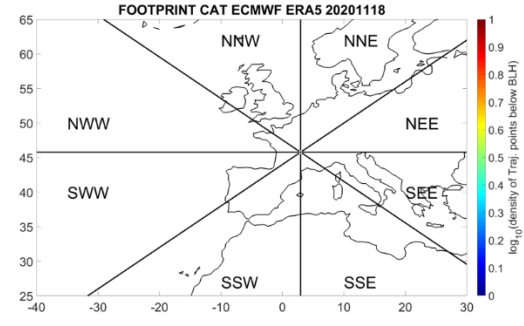 FOOTPRINT CAT ECMWF ERA5 20201118
65
60
55
50
45
40
35
30
25
-40
-30
-20
-10
0
10
20
30
NNW
NNE
NWW
NEE
SWW
SEE
SSW
SSE
1
0.9
0.8
0.7
0.6
0.5
0.4
0.3
0.2
0.1
0
log10(density of Traj. points below BLH)